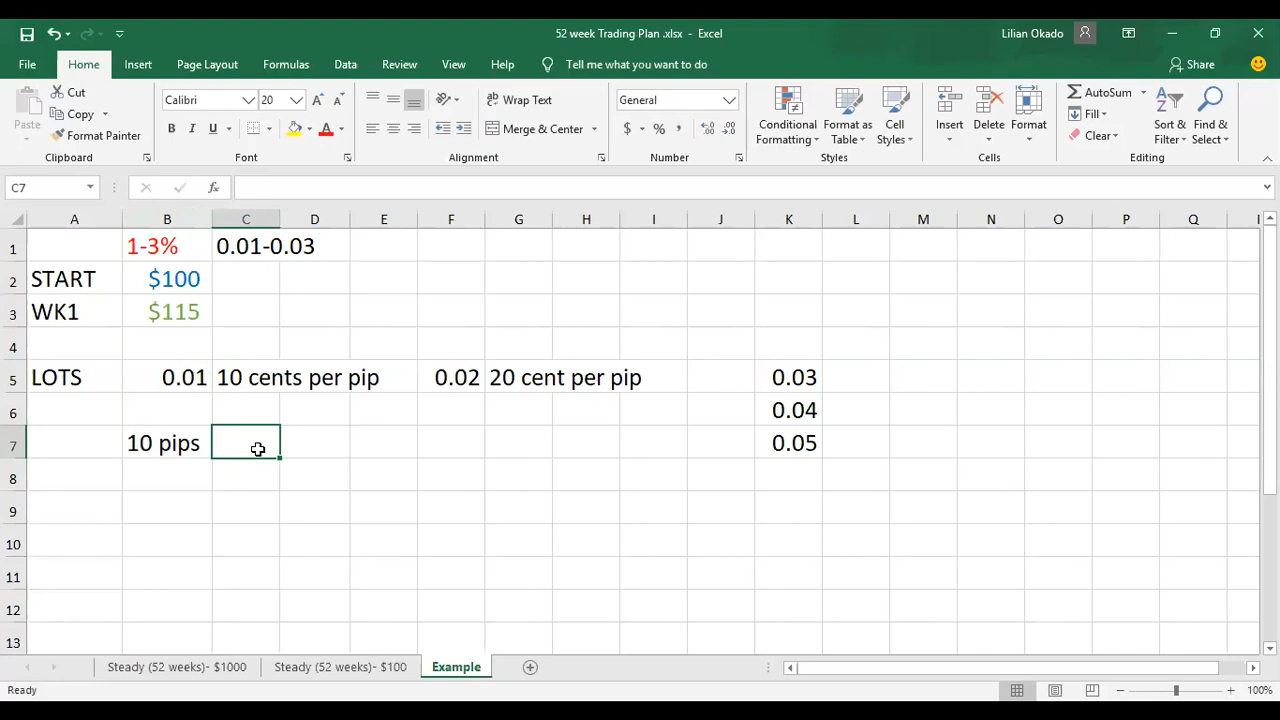 52 week Trading Plan .xlsx - Excel
Lilian Okado
File Home Insert Page Layout Formulas Data Review View Help Tell me what you want to do Share
Paste
Cut
Copy
Format Painter
Clipboard
Calibri 20
B I U A
Font
Wrap Text
Merge & Center
Alignment
General
$ % ,
Number
Conditional Formatting
Format as Table
Cell Styles
Styles
Insert Delete Format
Cells
AutoSum
Fill
Clear
Sort & Filter
Find & Select
Editing
C7 fx
A B C D E F G H I J K L M N O P Q
1 1-3% 0.01-0.03
2 START $100
3 WK1 $115
4
5 LOTS 0.01 10 cents per pip 0.02 20 cent per pip 0.03
6 0.04
7 10 pips 0.05
8
9
10
11
12
13
Steady (52 weeks)- $1000 Steady (52 weeks)- $100 Example
Ready 100%